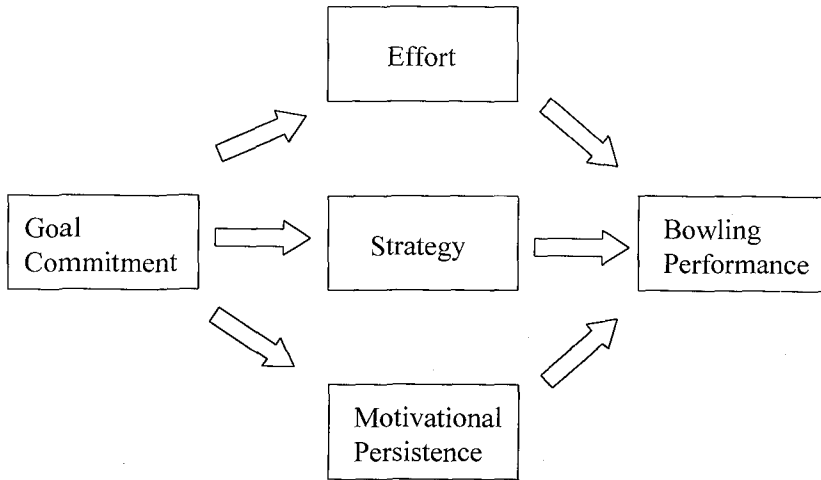 Effort
Goal
Commitment
Strategy
Bowling
Performance
Motivational
Persistence